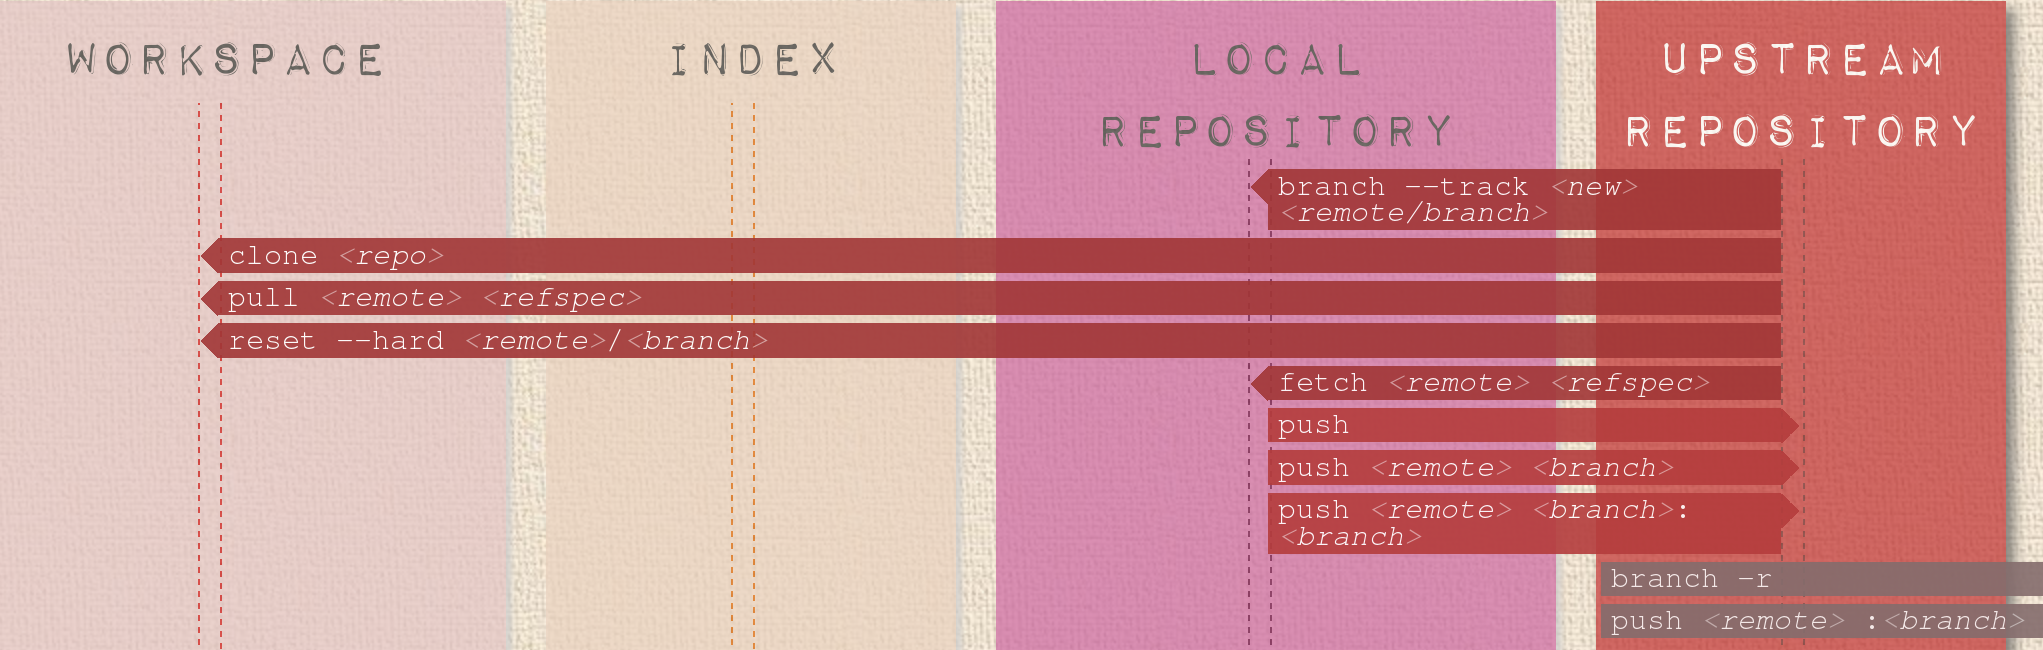 WORKSPACE
INDEX
LOCAL
REPOSITORY
UPSTREAM
REPOSITORY
branch --track <new>
<remote/branch>
clone <repo>
pull <remote> <refspec>
reset --hard <remote>/<branch>
fetch <remote> <refspec>
push
push <remote> <branch>
push <remote> <branch>:
<branch>
branch -r
push <remote> :<branch>